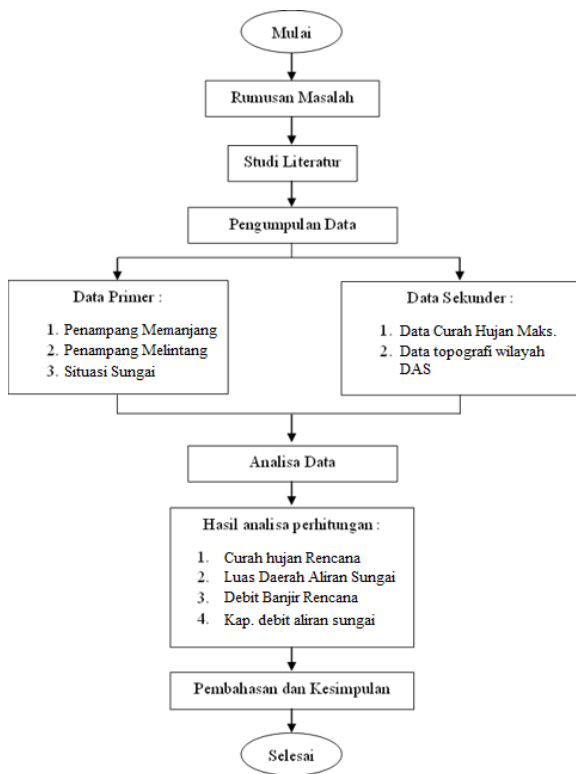 Mulai
Rumusan Masalah
Studi Literatur
Pengumpulan Data
Data Primer :
1. Penampang Memanjang
2. Penampang Melintang
3. Situasi Sungai
Data Sekunder :
1. Data Curah Hujan Maks.
2. Data topografi wilayah
DAS
Analisa Data
Hasil analisa perhitungan :
1. Curah hujan Rencana
2. Luas Daerah Aliran Sungai
3. Debit Banjir Rencana
4. Kap. debit aliran sungai
Pembahasan dan Kesimpulan
Selesai